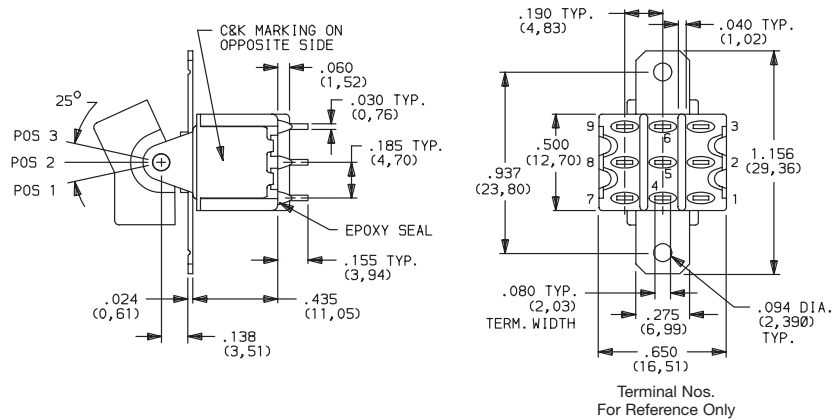 C&K MARKING ON
OPPOSITE SIDE
.060
(1,52)
.030 TYP.
(0,76)
25°
POS 3
POS 2
POS 1
.185 TYP.
(4,70)
EPOXY SEAL
.155 TYP.
(3,94)
.024
(0,61)
.435
(11,05)
.138
(3,51)
.190 TYP.
(4,83)
.040 TYP.
(1,02)
9
6
3
.500
(12,70)
8
5
2
1.156
(29,36)
.937
(23,80)
7
4
1
.080 TYP.
(2,03)
TERM. WIDTH
.275
(6,99)
.094 DIA.
(2,390)
TYP.
.650
(16,51)
Terminal Nos.
For Reference Only